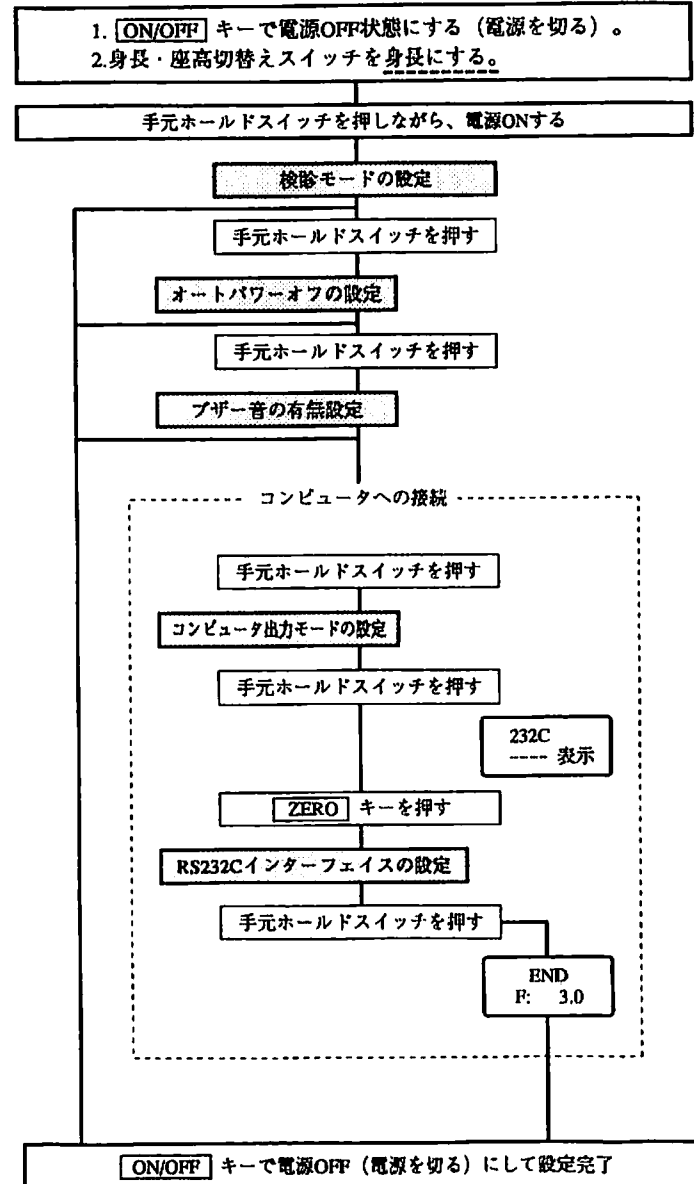 1. ON/OFF キーで電源OFF状態にする（電源を切る）。
2.身長・座高切替えスイッチを身長にする。
手元ホールドスイッチを押しながら、電源ONする
検診モードの設定
手元ホールドスイッチを押す
オートパワーオフの設定
手元ホールドスイッチを押す
ブザー音の有無設定
コンピュータへの接続
手元ホールドスイッチを押す
コンピュータ出力モードの設定
手元ホールドスイッチを押す
232C
---- 表示
ZERO キーを押す
RS232Cインターフェイスの設定
手元ホールドスイッチを押す
END
F: 3.0
ON/OFF キーで電源OFF（電源を切る）にして設定完了